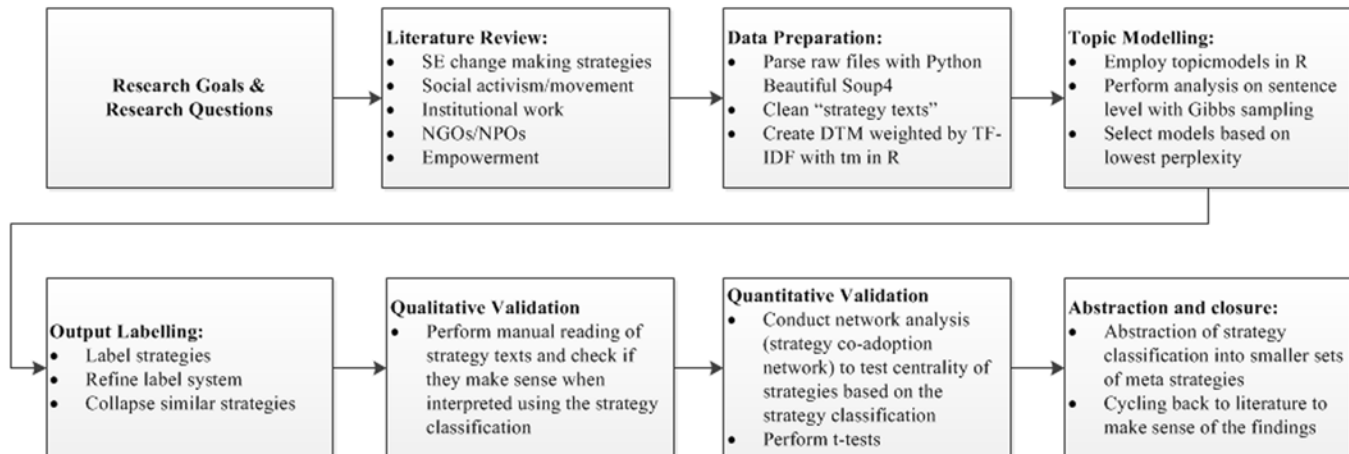 Research Goals &
Research Questions
Literature Review:
• SE change making strategies
• Social activism/movement
• Institutional work
• NGOs/NPOs
• Empowerment
Data Preparation:
• Parse raw files with Python
Beautiful Soup4
• Clean “strategy texts”
• Create DTM weighted by TF-
IDF with tm in R
Topic Modelling:
• Employ topicmodels in R
• Perform analysis on sentence
level with Gibbs sampling
• Select models based on
lowest perplexity
Output Labelling:
• Label strategies
• Refine label system
• Collapse similar strategies
Qualitative Validation
• Perform manual reading of
strategy texts and check if
they make sense when
interpreted using the strategy
classification
Quantitative Validation
• Conduct network analysis
(strategy co-adoption
network) to test centrality of
strategies based on the
strategy classification
• Perform t-tests
Abstraction and closure:
• Abstraction of strategy
classification into smaller sets
of meta strategies
• Cycling back to literature to
make sense of the findings